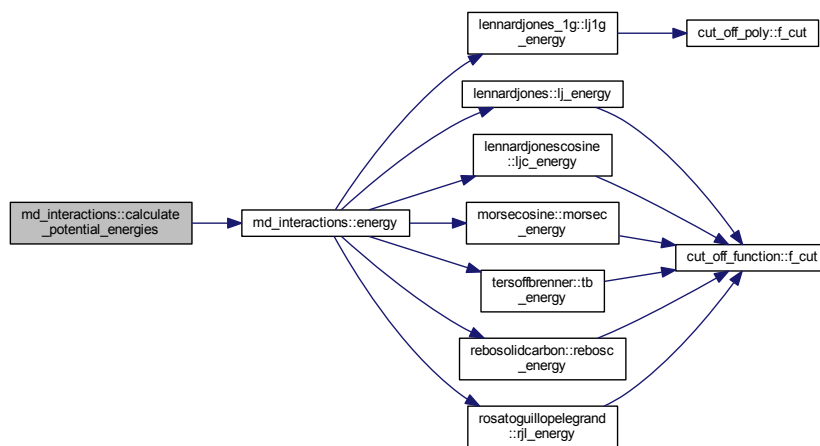 lennardjones_1g::lj1g
_energy
cut_off_poly::f_cut
lennardjones::lj_energy
lennardjonescosine
::ljc_energy
md_interactions::calculate
_potential_energies
md_interactions::energy
morsecosine::morsec
_energy
cut_off_function::f_cut
tersoffbrenner::tb
_energy
rebosolidcarbon::rebosc
_energy
rosatoguillopelegrand
::rjl_energy